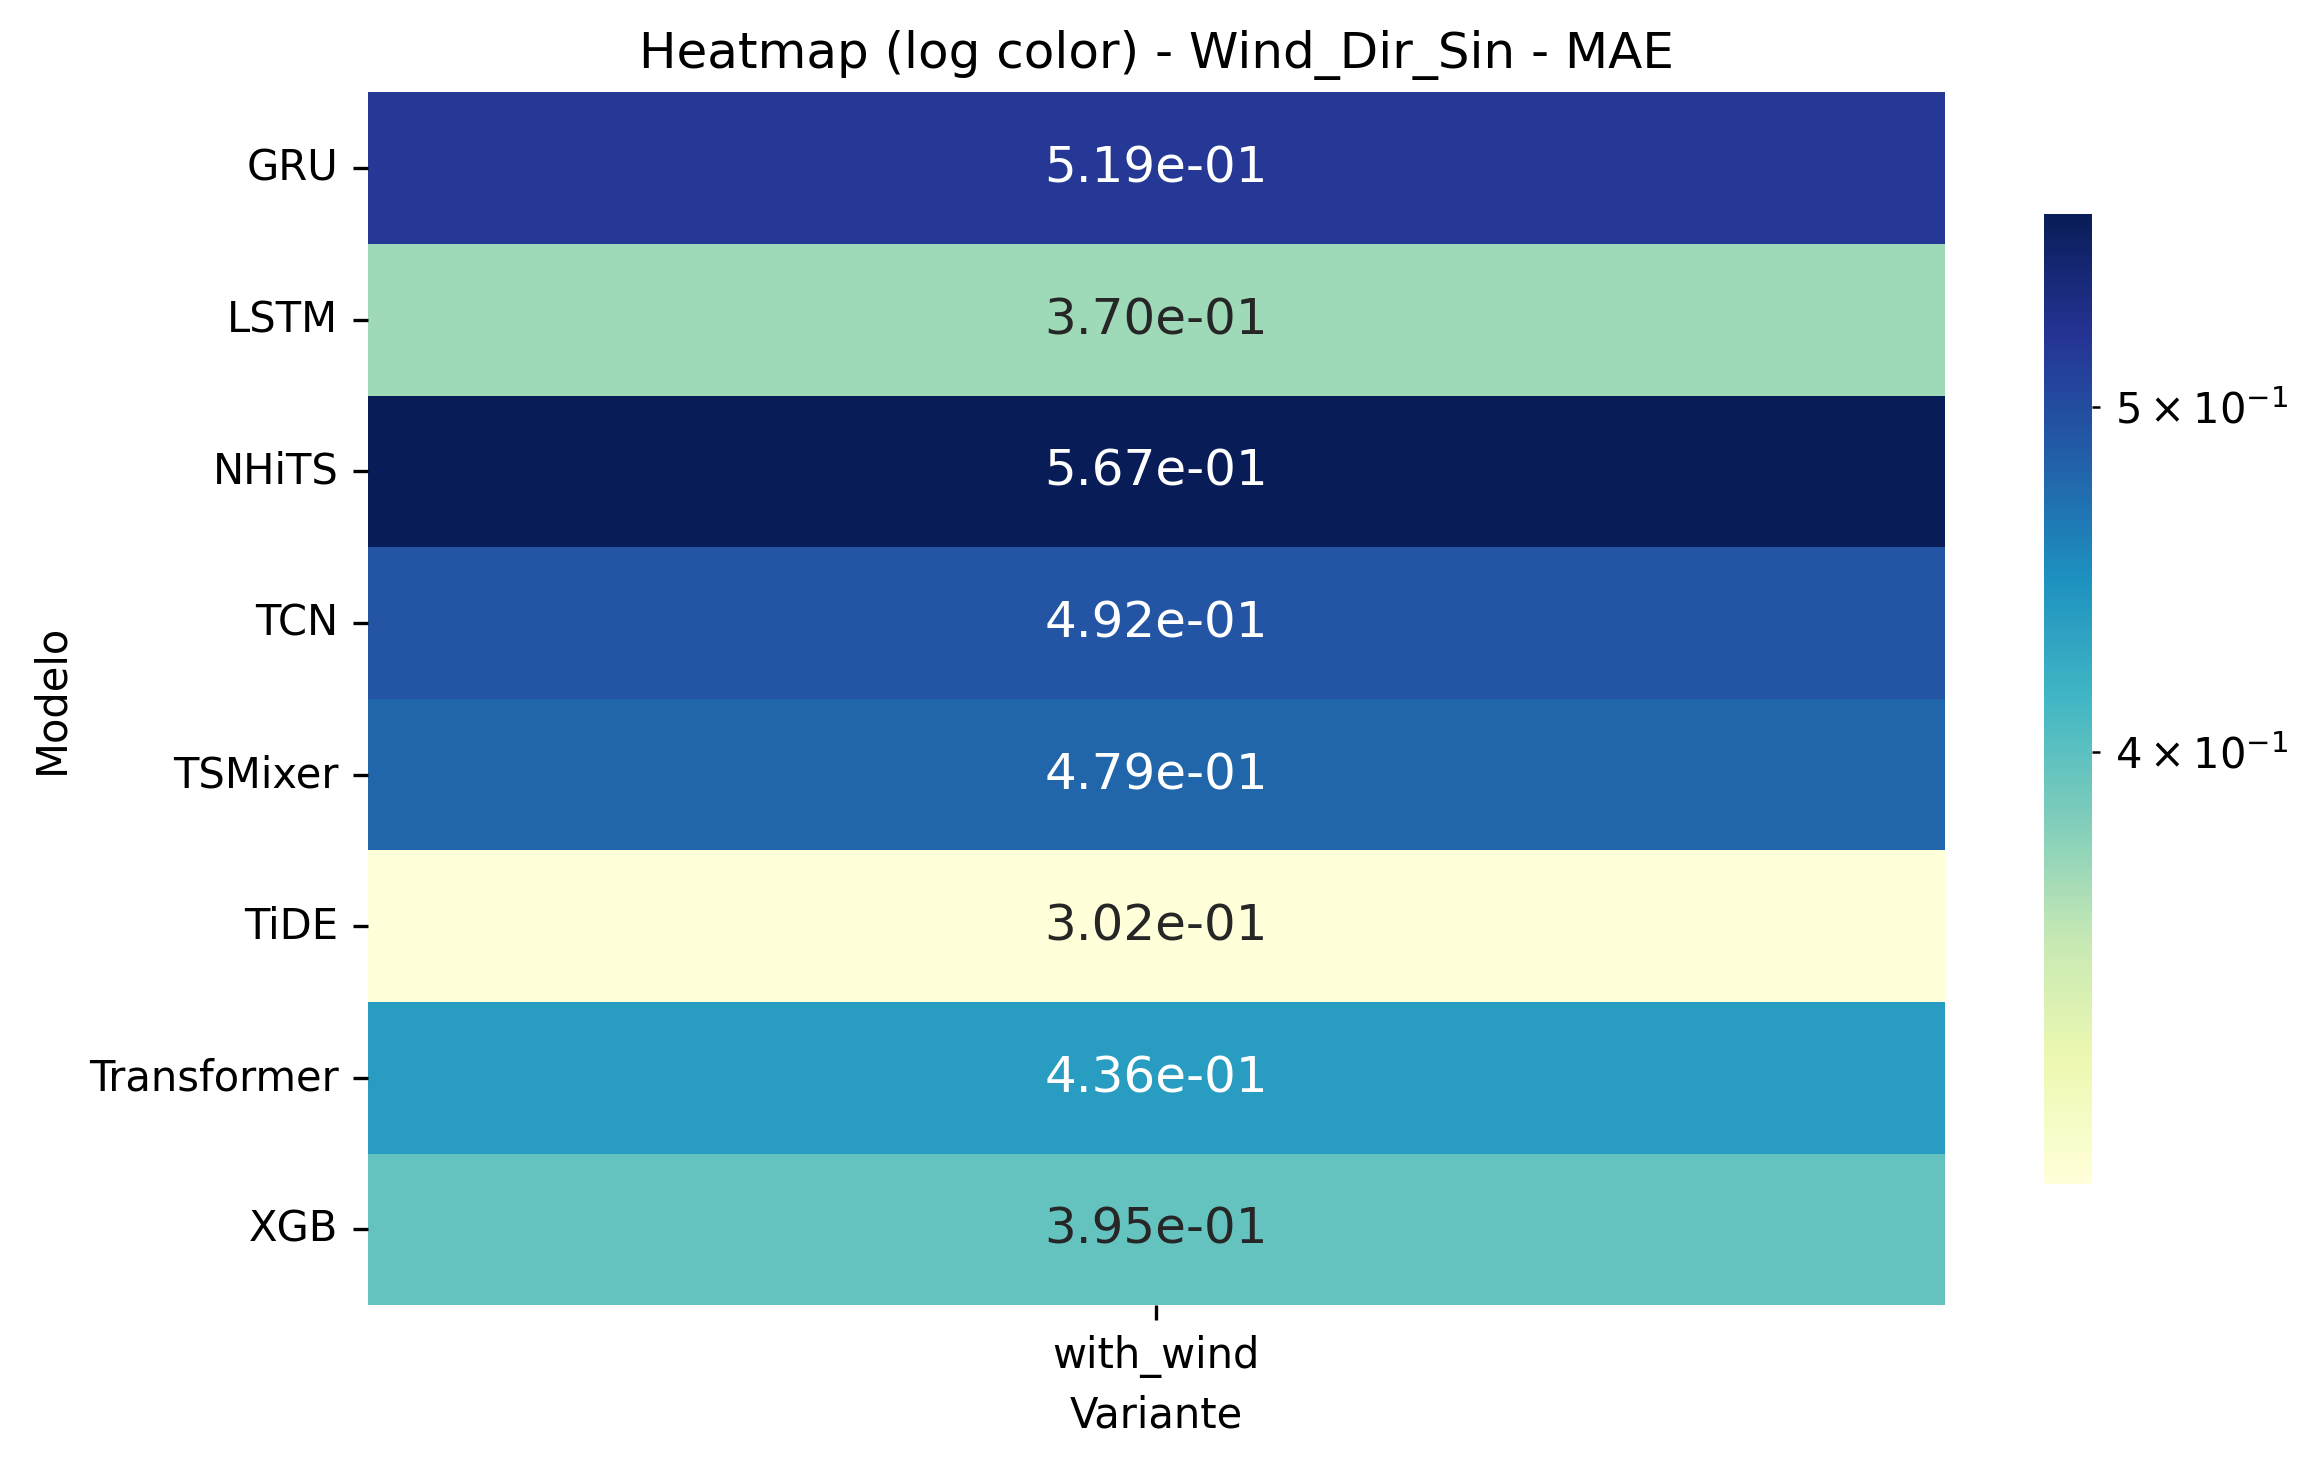 Heatmap (log color) - Wind_Dir_Sin - MAE
Modelo
GRU 5.19e-01
LSTM 3.70e-01
NHiTS 5.67e-01
TCN 4.92e-01
TSMixer 4.79e-01
TiDE 3.02e-01
Transformer 4.36e-01
XGB 3.95e-01
with_wind
Variante
5 × 10⁻¹
4 × 10⁻¹